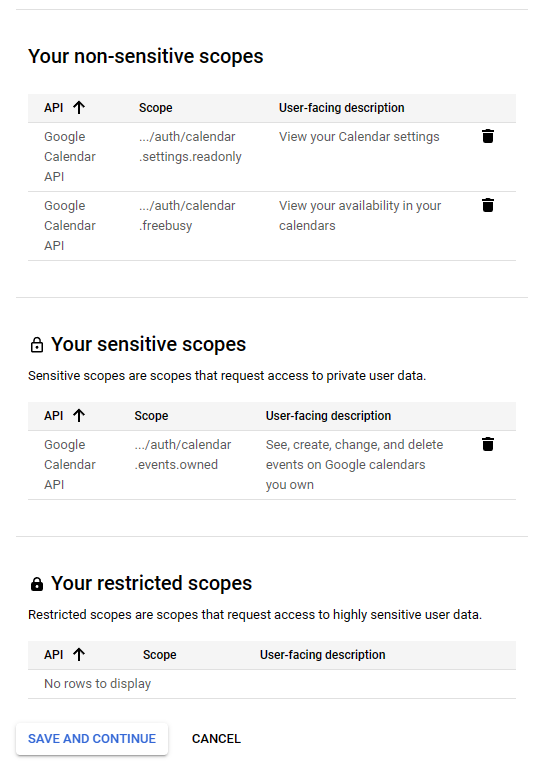 Your non-sensitive scopes
API Scope User-facing description
Google .../auth/calendar View your Calendar settings
Calendar .settings.readonly
API
Google .../auth/calendar View your availability in your
Calendar .freebusy calendars
API
Your sensitive scopes
Sensitive scopes are scopes that request access to private user data.
API Scope User-facing description
Google .../auth/calendar See, create, change, and delete
Calendar .events.owned events on Google calendars
API you own
Your restricted scopes
Restricted scopes are scopes that request access to highly sensitive user data.
API Scope User-facing description
No rows to display
SAVE AND CONTINUE CANCEL